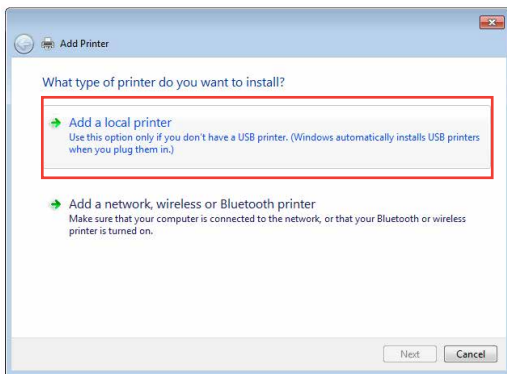 Add Printer
What type of printer do you want to install?
Add a local printer
Use this option only if you don't have a USB printer. (Windows automatically installs USB printers
when you plug them in.)
Add a network, wireless or Bluetooth printer
Make sure that your computer is connected to the network, or that your Bluetooth or wireless
printer is turned on.
Next Cancel